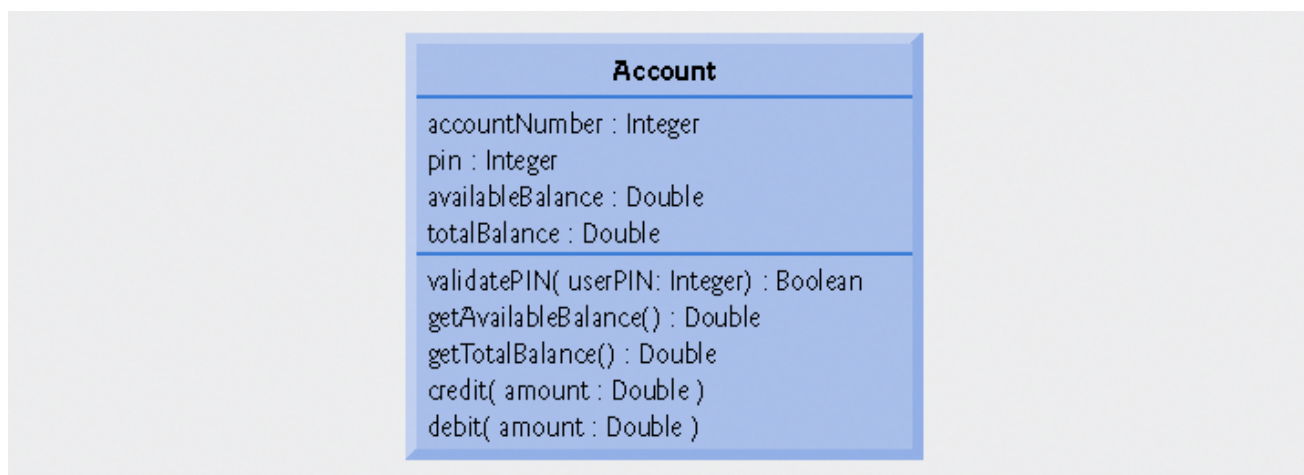 Account
accountNumber : Integer
pin : Integer
availableBalance : Double
totalBalance : Double
validatePIN( userPIN: Integer) : Boolean
getAvailableBalance() : Double
getTotalBalance() : Double
credit( amount : Double )
debit( amount : Double )